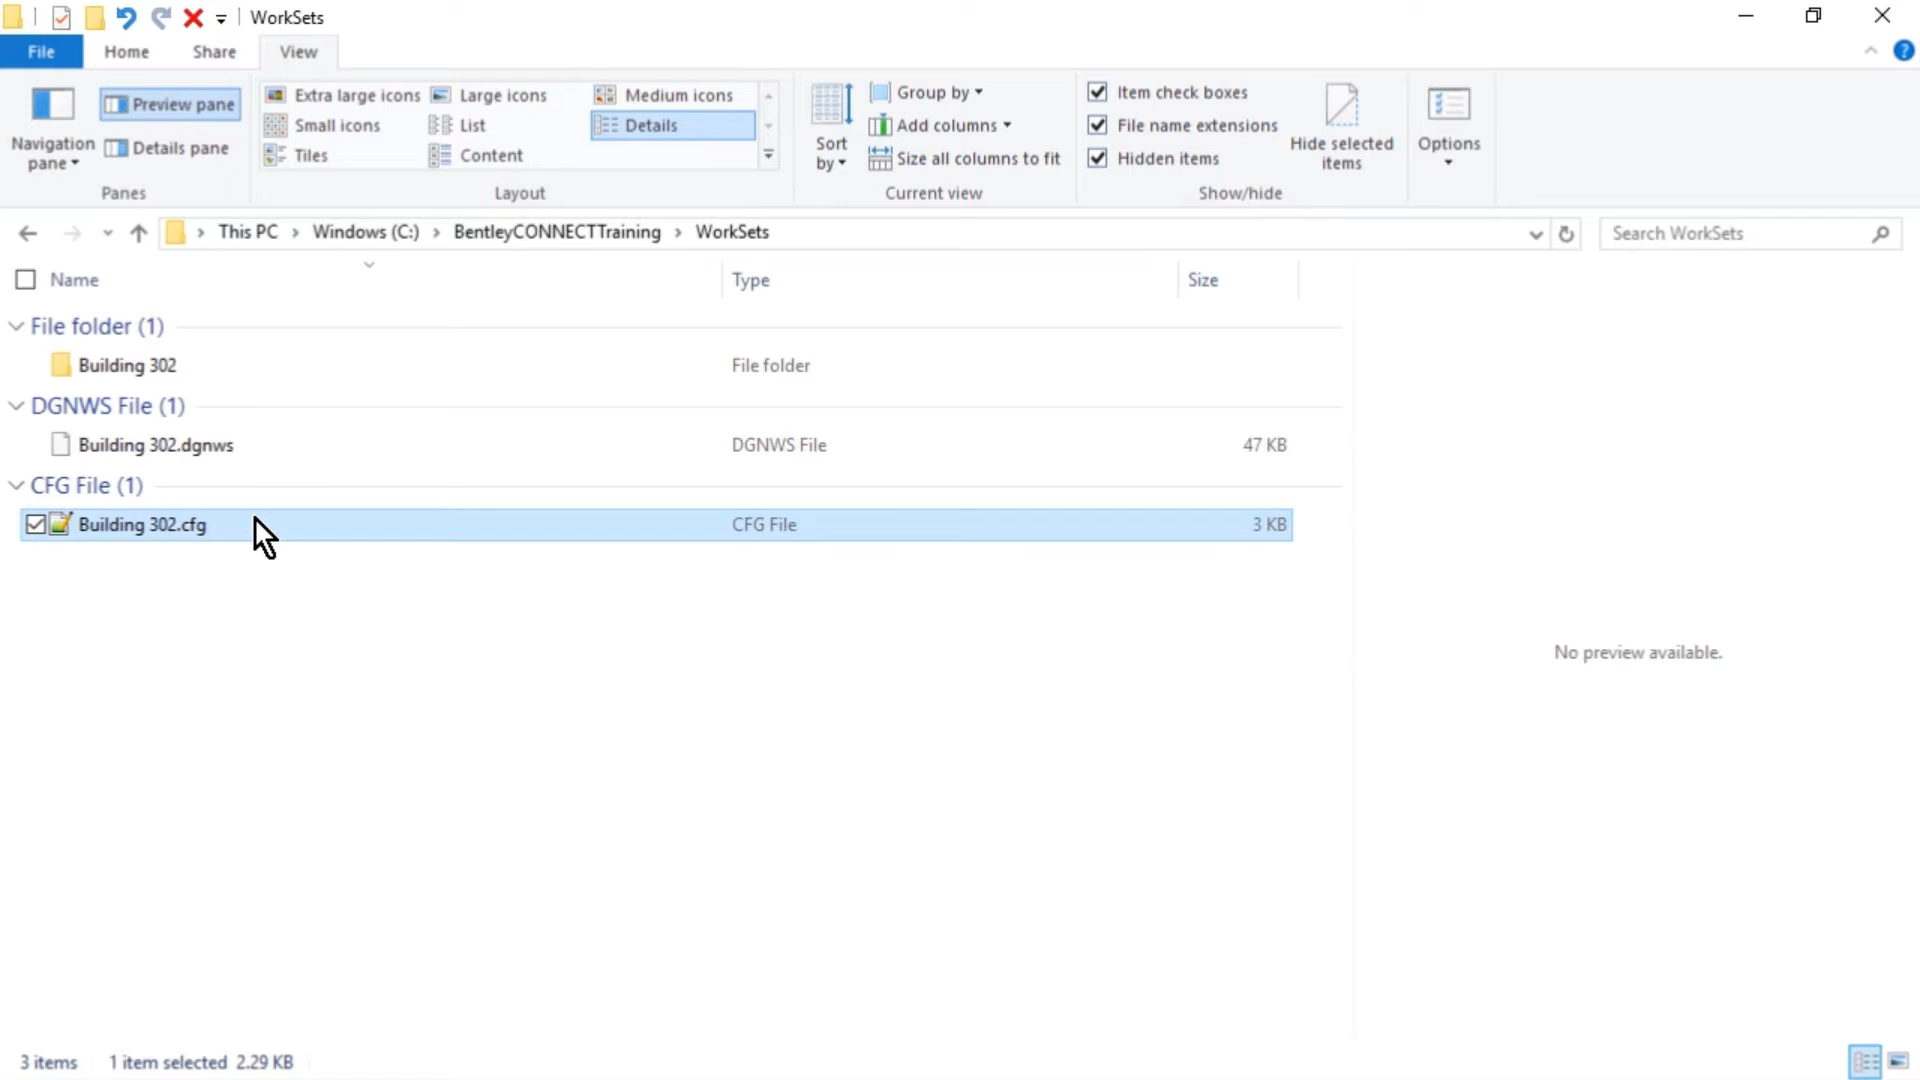 WorkSets
File Home Share View
Navigation pane
Preview pane
Details pane
Panes
Extra large icons Large icons Medium icons
Small icons List Details
Tiles Content
Layout
Sort by
Group by
Add columns
Size all columns to fit
Current view
Item check boxes
File name extensions
Hidden items
Hide selected items
Show/hide
Options
This PC › Windows (C:) › BentleyCONNECTTraining › WorkSets
Search WorkSets
Name Type Size
File folder (1)
Building 302 File folder
DGNWS File (1)
Building 302.dgnws DGNWS File 47 KB
CFG File (1)
Building 302.cfg CFG File 3 KB
No preview available.
3 items 1 item selected 2.29 KB